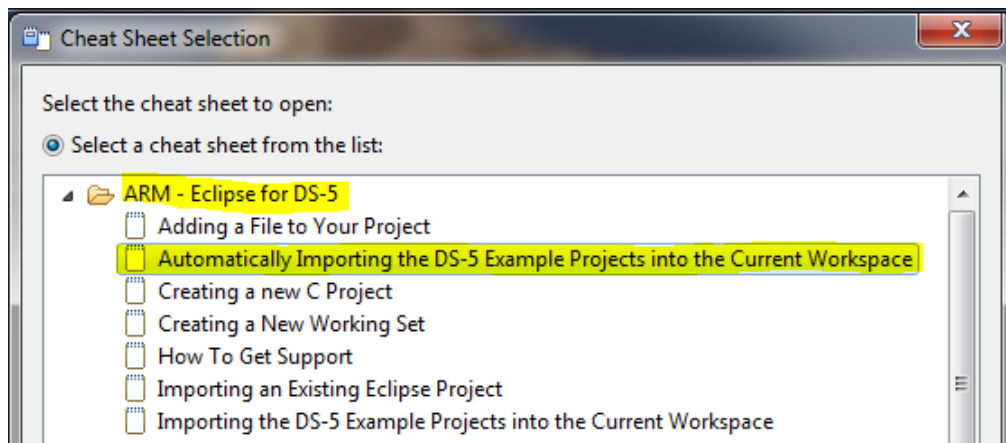 Cheat Sheet Selection
Select the cheat sheet to open:
Select a cheat sheet from the list:
ARM - Eclipse for DS-5
Adding a File to Your Project
Automatically Importing the DS-5 Example Projects into the Current Workspace
Creating a new C Project
Creating a New Working Set
How To Get Support
Importing an Existing Eclipse Project
Importing the DS-5 Example Projects into the Current Workspace